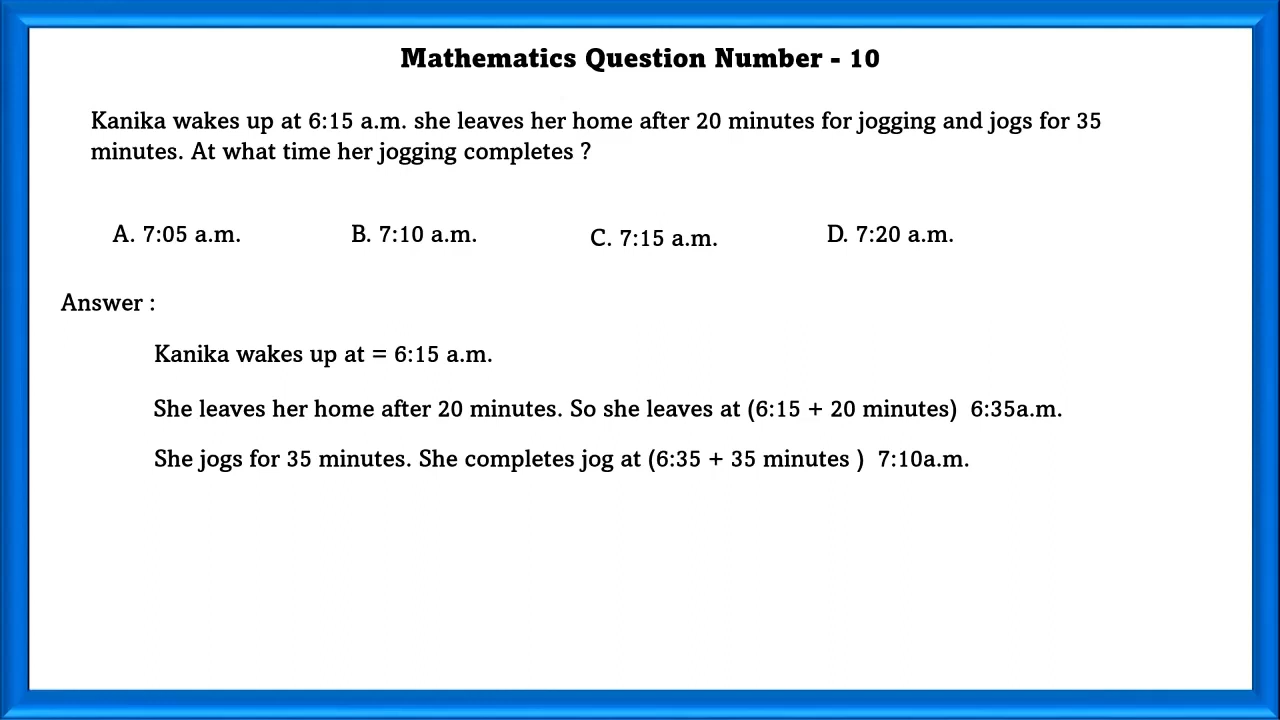 Mathematics Question Number - 10
Kanika wakes up at 6:15 a.m. she leaves her home after 20 minutes for jogging and jogs for 35
minutes. At what time her jogging completes ?
A. 7:05 a.m. B. 7:10 a.m. C. 7:15 a.m. D. 7:20 a.m.
Answer :
Kanika wakes up at = 6:15 a.m.
She leaves her home after 20 minutes. So she leaves at (6:15 + 20 minutes) 6:35a.m.
She jogs for 35 minutes. She completes jog at (6:35 + 35 minutes ) 7:10a.m.